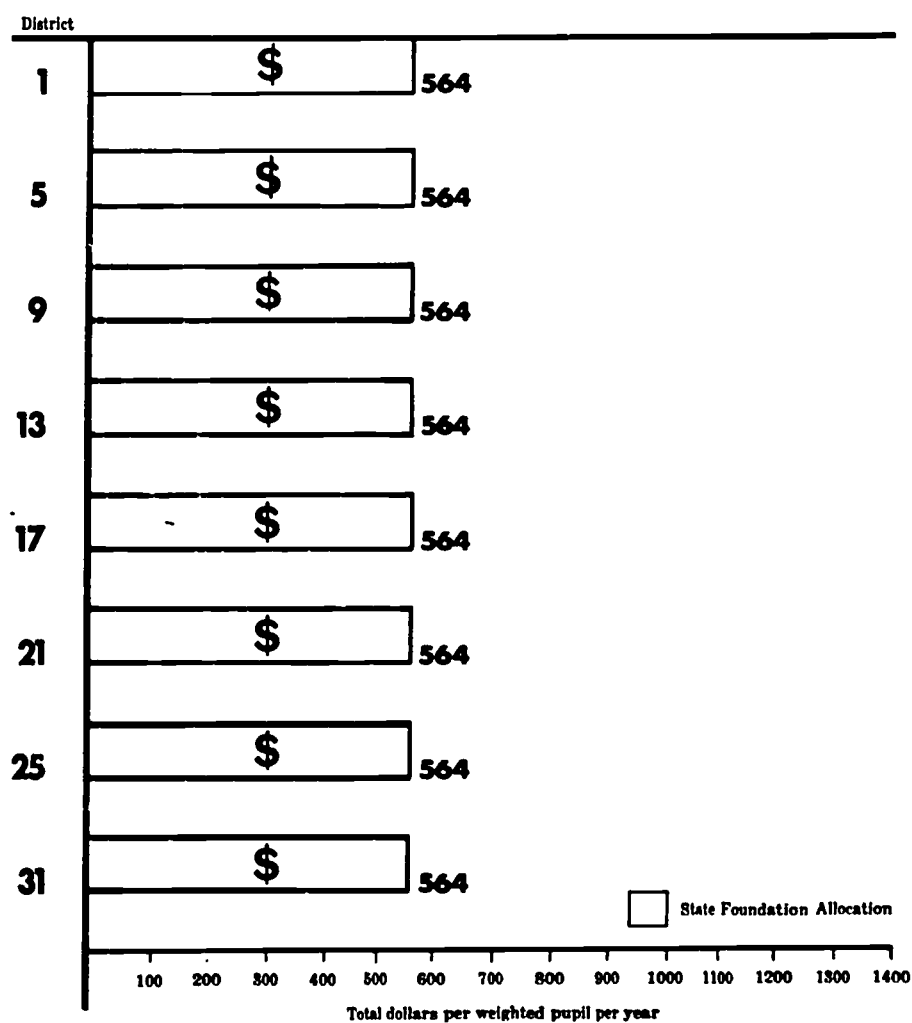 District
1 $ 564
5 $ 564
9 $ 564
13 $ 564
17 $ 564
21 $ 564
25 $ 564
31 $ 564
State Foundation Allocation
100 200 300 400 500 600 700 800 900 1000 1100 1200 1300 1400
Total dollars per weighted pupil per year